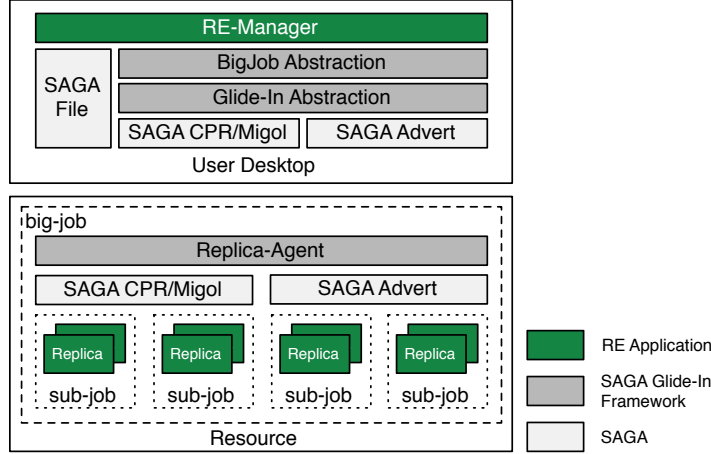 RE-Manager
SAGA
File
BigJob Abstraction
Glide-In Abstraction
SAGA CPR/Migol
SAGA Advert
User Desktop
big-job
Replica-Agent
SAGA CPR/Migol
SAGA Advert
Replica
Replica
Replica
Replica
sub-job
sub-job
sub-job
sub-job
Resource
RE Application
SAGA Glide-In
Framework
SAGA